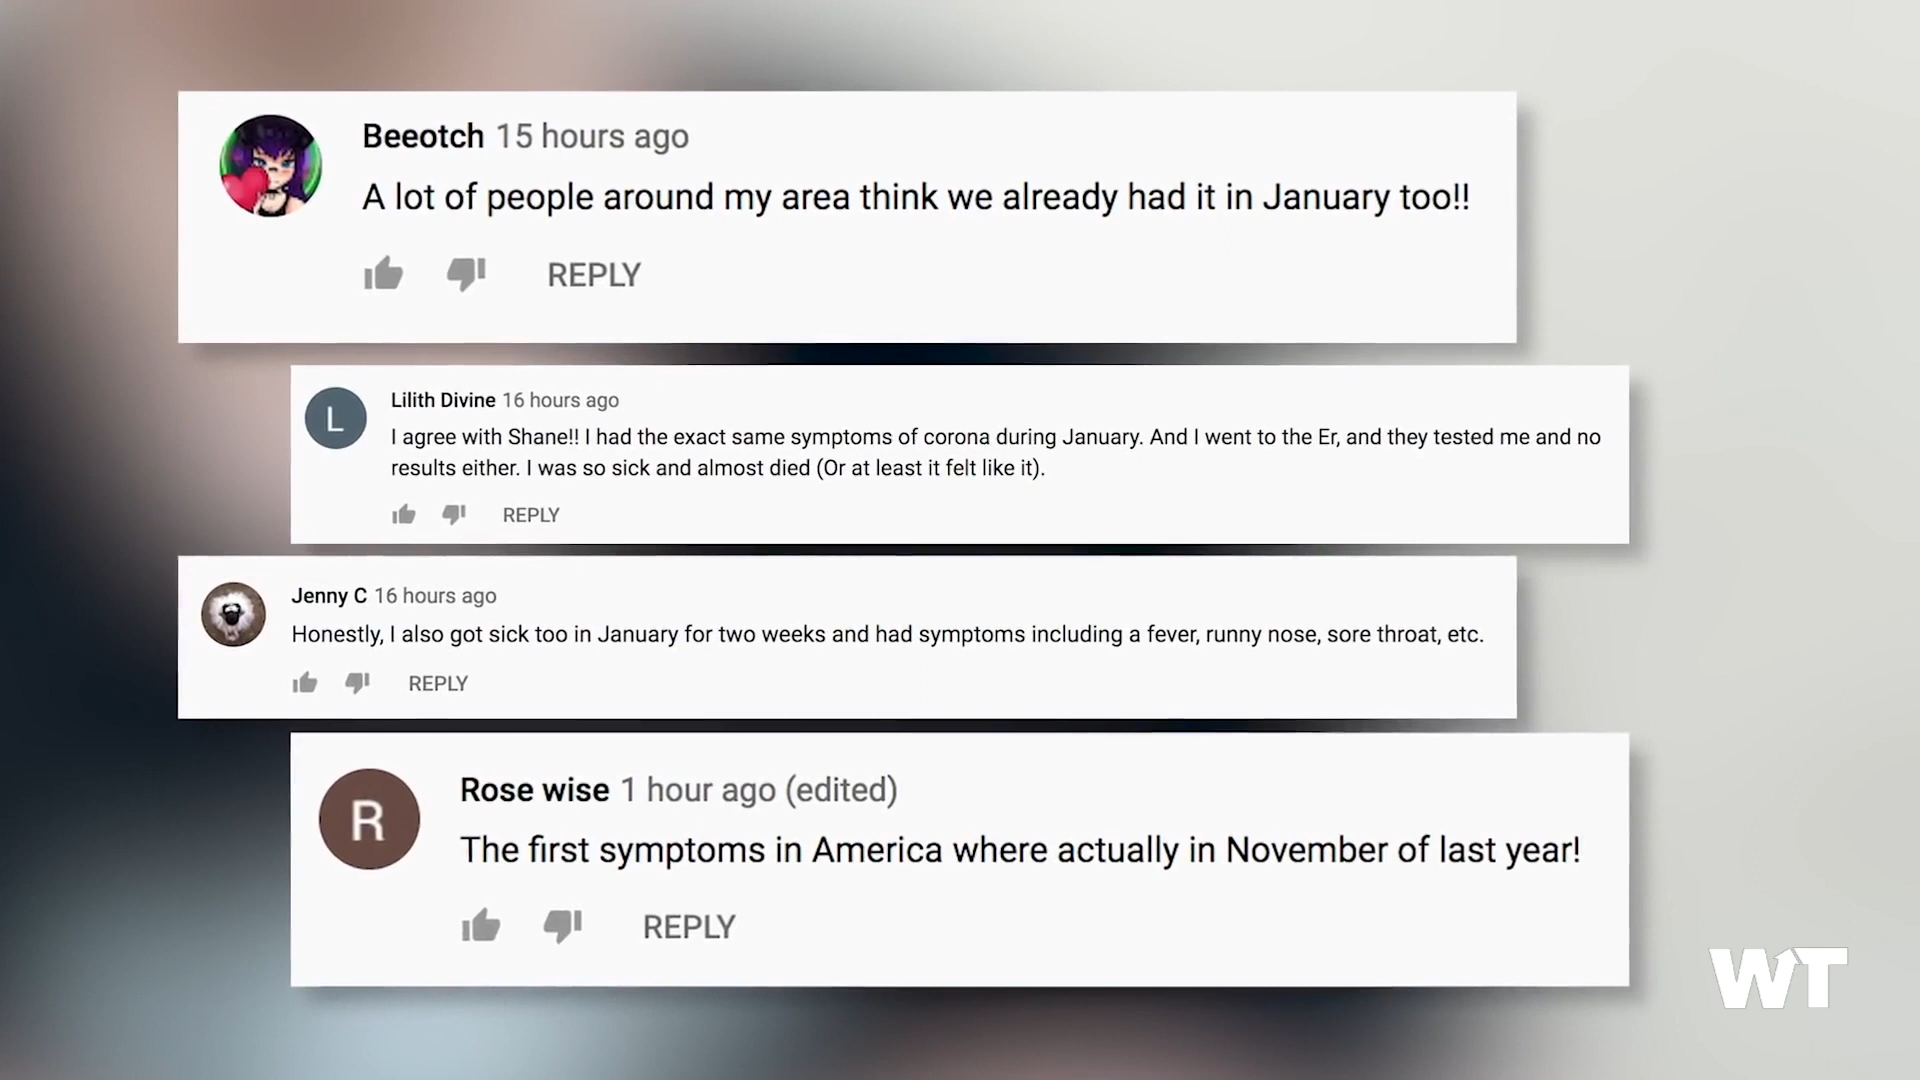 Beeotch 15 hours ago
A lot of people around my area think we already had it in January too!!
REPLY
L
Lilith Divine 16 hours ago
I agree with Shane!! I had the exact same symptoms of corona during January. And I went to the Er, and they tested me and no
results either. I was so sick and almost died (Or at least it felt like it).
REPLY
Jenny C 16 hours ago
Honestly, I also got sick too in January for two weeks and had symptoms including a fever, runny nose, sore throat, etc.
REPLY
R
Rose wise 1 hour ago (edited)
The first symptoms in America where actually in November of last year!
REPLY
WT